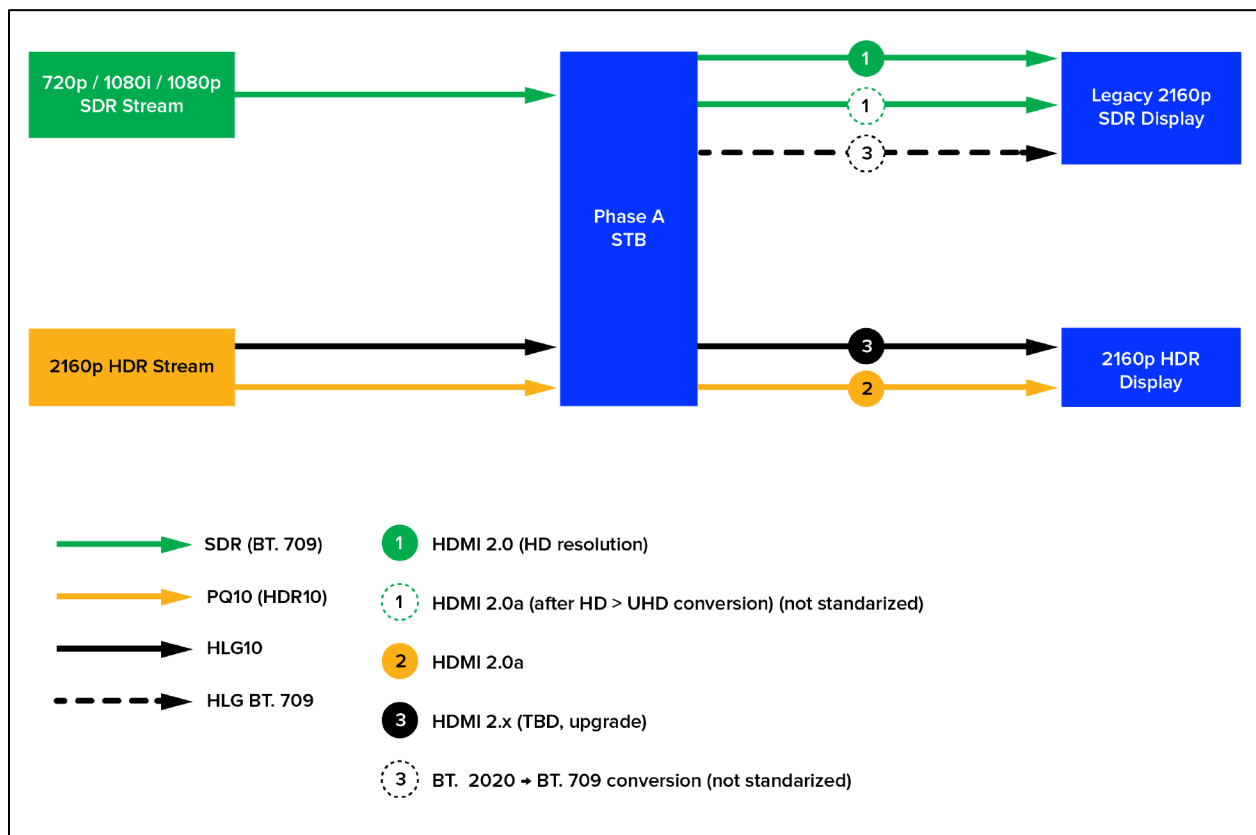 720p / 1080i / 1080p
SDR Stream
Phase A
STB
1
1
3
Legacy 2160p
SDR Display
2160p HDR Stream
3
2
2160p HDR
Display
SDR (BT. 709)
PQ10 (HDR10)
HLG10
HLG BT. 709
1 HDMI 2.0 (HD resolution)
1 HDMI 2.0a (after HD > UHD conversion) (not standarized)
2 HDMI 2.0a
3 HDMI 2.x (TBD, upgrade)
3 BT. 2020 → BT. 709 conversion (not standarized)